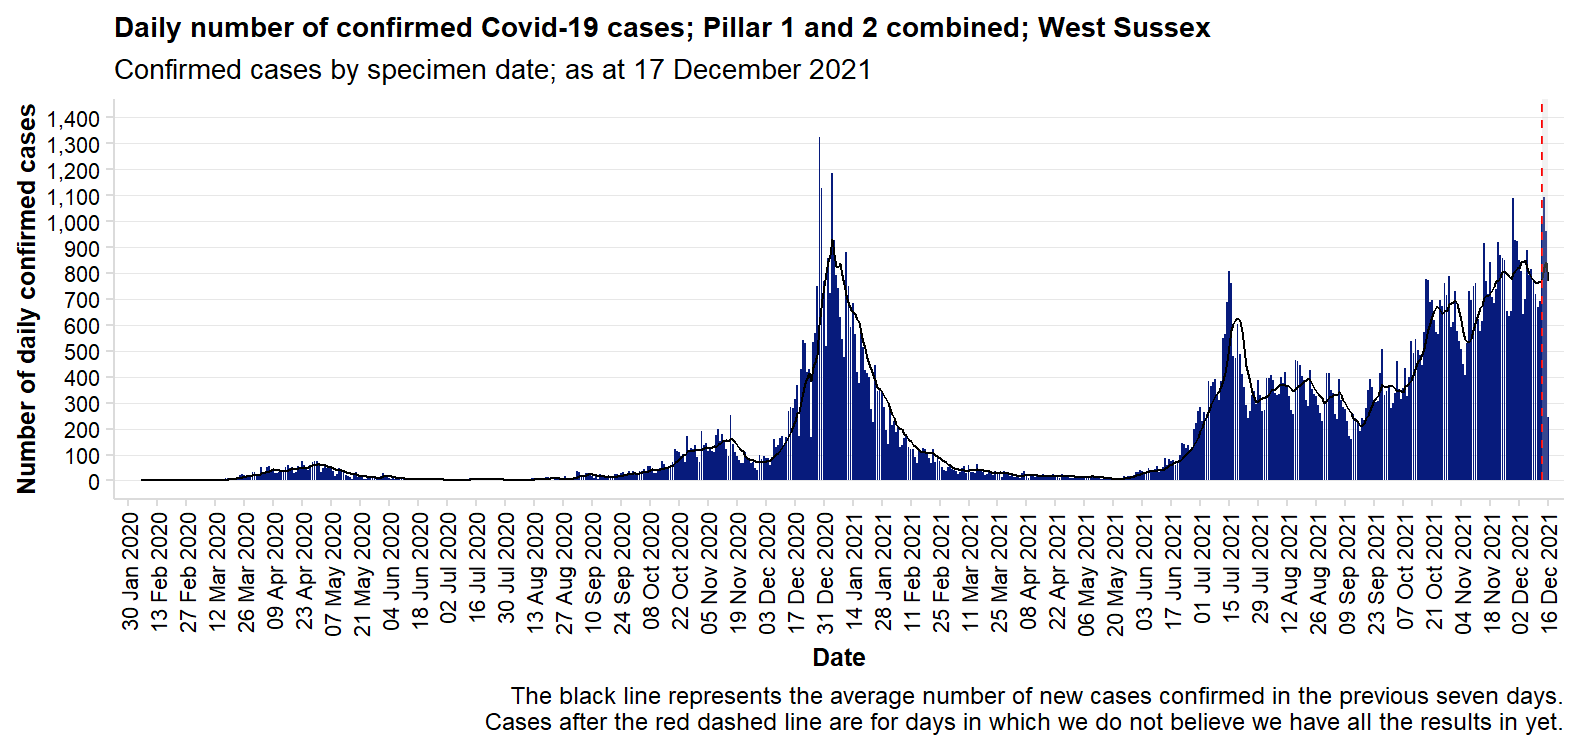 Daily number of confirmed Covid-19 cases; Pillar 1 and 2 combined; West Sussex
Confirmed cases by specimen date; as at 17 December 2021
Number of daily confirmed cases
1,400
1,300
1,200
1,100
1,000
900
800
700
600
500
400
300
200
100
0
30 Jan 2020
13 Feb 2020
27 Feb 2020
12 Mar 2020
26 Mar 2020
09 Apr 2020
23 Apr 2020
07 May 2020
21 May 2020
04 Jun 2020
18 Jun 2020
02 Jul 2020
16 Jul 2020
30 Jul 2020
13 Aug 2020
27 Aug 2020
10 Sep 2020
24 Sep 2020
08 Oct 2020
22 Oct 2020
05 Nov 2020
19 Nov 2020
03 Dec 2020
17 Dec 2020
31 Dec 2020
14 Jan 2021
28 Jan 2021
11 Feb 2021
25 Feb 2021
11 Mar 2021
25 Mar 2021
08 Apr 2021
22 Apr 2021
06 May 2021
20 May 2021
03 Jun 2021
17 Jun 2021
01 Jul 2021
15 Jul 2021
29 Jul 2021
12 Aug 2021
26 Aug 2021
09 Sep 2021
23 Sep 2021
07 Oct 2021
21 Oct 2021
04 Nov 2021
18 Nov 2021
02 Dec 2021
16 Dec 2021
Date
The black line represents the average number of new cases confirmed in the previous seven days.
Cases after the red dashed line are for days in which we do not believe we have all the results in yet.